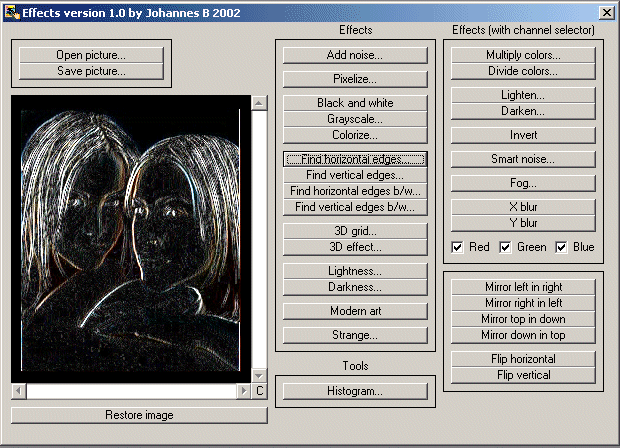 Effects version 1.0 by Johannes B 2002
Open picture...
Save picture...
C
Restore image
Effects
Add noise...
Pixelize...
Black and white
Grayscale...
Colorize...
Find horizontal edges...
Find vertical edges...
Find horizontal edges b/w...
Find vertical edges b/w...
3D grid...
3D effect...
Lightness...
Darkness...
Modern art
Strange...
Tools
Histogram...
Effects (with channel selector)
Multiply colors...
Divide colors...
Lighten...
Darken...
Invert
Smart noise...
Fog...
X blur
Y blur
Red Green Blue
Mirror left in right
Mirror right in left
Mirror top in down
Mirror down in top
Flip horizontal
Flip vertical